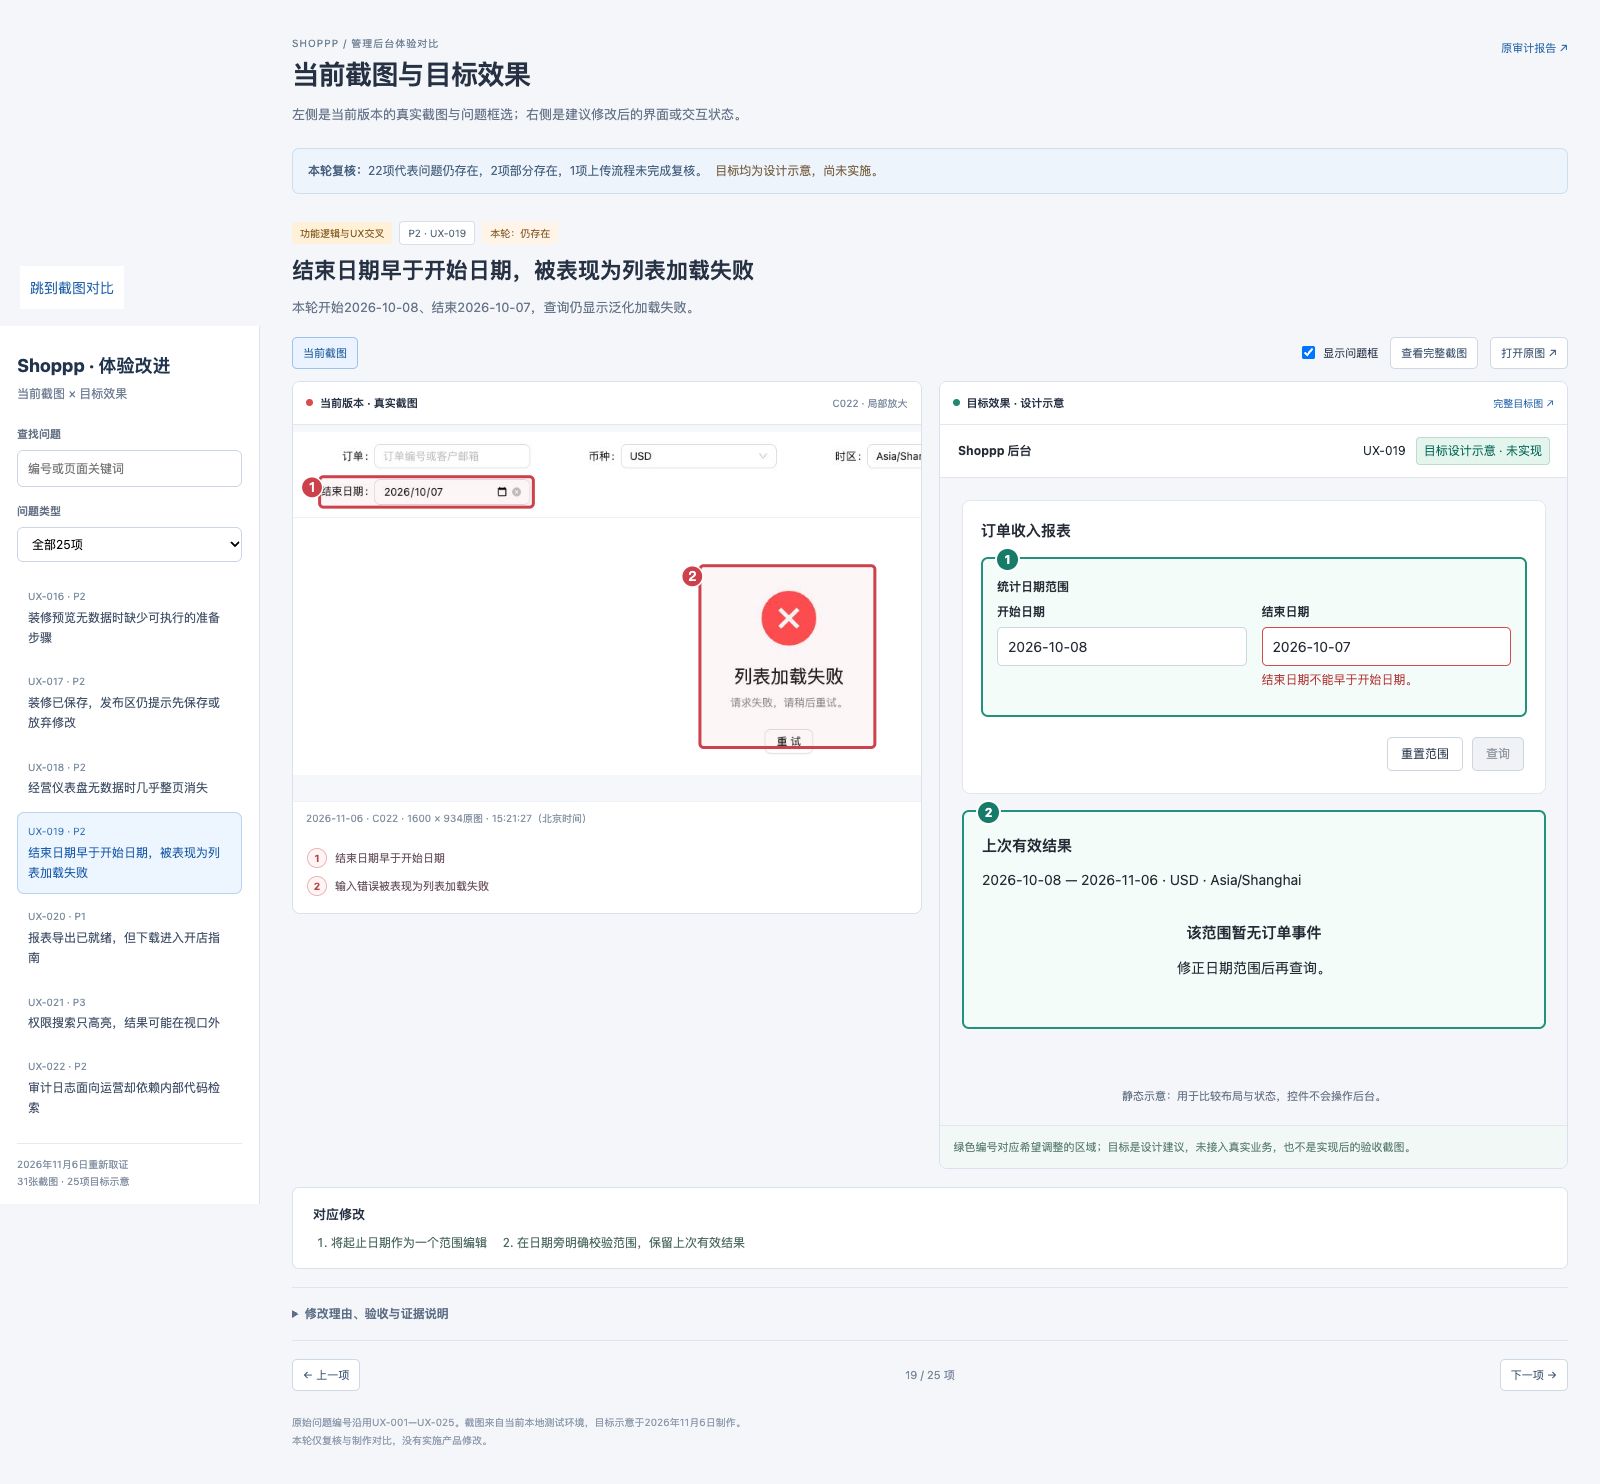 SHOPPP / 管理后台体验对比
当前截图与目标效果
原审计报告 ↗
左侧是当前版本的真实截图与问题框选；右侧是建议修改后的界面或交互状态。
本轮复核：22项代表问题仍存在，2项部分存在，1项上传流程未完成复核。 目标均为设计示意，尚未实施。
跳到截图对比
Shoppp · 体验改进
当前截图 × 目标效果
查找问题
编号或页面关键词
问题类型
全部25项
UX-016 · P2
装修预览无数据时缺少可执行的准备
步骤
UX-017 · P2
装修已保存，发布区仍提示先保存或
放弃修改
UX-018 · P2
经营仪表盘无数据时几乎整页消失
UX-019 · P2
结束日期早于开始日期，被表现为列
表加载失败
UX-020 · P1
报表导出已就绪，但下载进入开店指
南
UX-021 · P3
权限搜索只高亮，结果可能在视口外
UX-022 · P2
审计日志面向运营却依赖内部代码检
索
2026年11月6日重新取证
31张截图 · 25项目标示意
功能逻辑与UX交叉
P2 · UX-019
本轮：仍存在
结束日期早于开始日期，被表现为列表加载失败
本轮开始2026-10-08、结束2026-10-07，查询仍显示泛化加载失败。
当前截图
显示问题框
查看完整截图
打开原图 ↗
当前版本 · 真实截图
C022 · 局部放大
订单：
订单编号或客户邮箱
币种：
USD
时区：
Asia/Shar
1
结束日期：
2026/10/07
2
列表加载失败
请求失败，请稍后重试。
重 试
2026-11-06 · C022 · 1600 × 934原图 · 15:21:27（北京时间）
1 结束日期早于开始日期
2 输入错误被表现为列表加载失败
目标效果 · 设计示意
完整目标图 ↗
Shoppp 后台
UX-019
目标设计示意 · 未实现
订单收入报表
1
统计日期范围
开始日期
结束日期
2026-10-08
2026-10-07
结束日期不能早于开始日期。
重置范围
查询
2
上次有效结果
2026-10-08 — 2026-11-06 · USD · Asia/Shanghai
该范围暂无订单事件
修正日期范围后再查询。
静态示意：用于比较布局与状态，控件不会操作后台。
绿色编号对应希望调整的区域；目标是设计建议，未接入真实业务，也不是实现后的验收截图。
对应修改
1. 将起止日期作为一个范围编辑 2. 在日期旁明确校验范围，保留上次有效结果
修改理由、验收与证据说明
← 上一项
19 / 25 项
下一项 →
原始问题编号沿用UX-001—UX-025。截图来自当前本地测试环境，目标示意于2026年11月6日制作。
本轮仅复核与制作对比，没有实施产品修改。